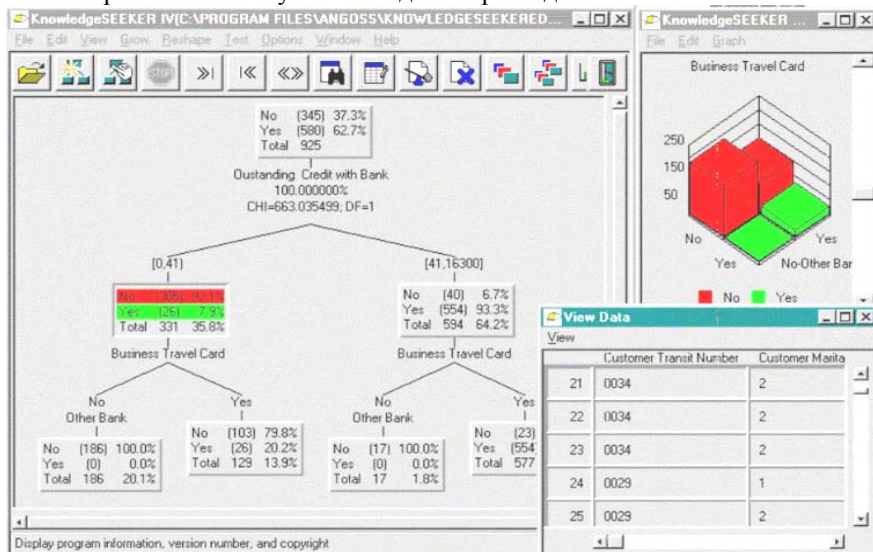 KnowledgeSEEKER IV[C:\PROGRAM FILES\ANGOSS\KNOWLEDGESEEKERED...
File Edit View Grow Reshape Test Options Window Help
STOP
No (345) 37.3%
Yes (580) 62.7%
Total 925
Oustanding Credit with Bank
100.000000%
CHI=663.035499; DF=1
[0,41)
[41,16300]
No (305) 92.1%
Yes (26) 7.9%
Total 331 35.8%
Business Travel Card
No (40) 6.7%
Yes (554) 93.3%
Total 594 64.2%
Business Travel Card
No
Other Bank
Yes
No
Other Bank
Yes
No (186) 100.0%
Yes (0) 0.0%
Total 186 20.1%
No (103) 79.8%
Yes (26) 20.2%
Total 129 13.9%
No (17) 100.0%
Yes (0) 0.0%
Total 17 1.8%
No (23)
Yes (554)
Total 577
Display program information, version number, and copyright
KnowledgeSEEKER ...
File Edit Graph
Business Travel Card
250
150
50
No
Yes
Yes
No-Other Bar
No Yes
View Data
View
Customer Transit Number Customer Marita
21 0034 2
22 0034 2
23 0034 2
24 0029 1
25 0029 2